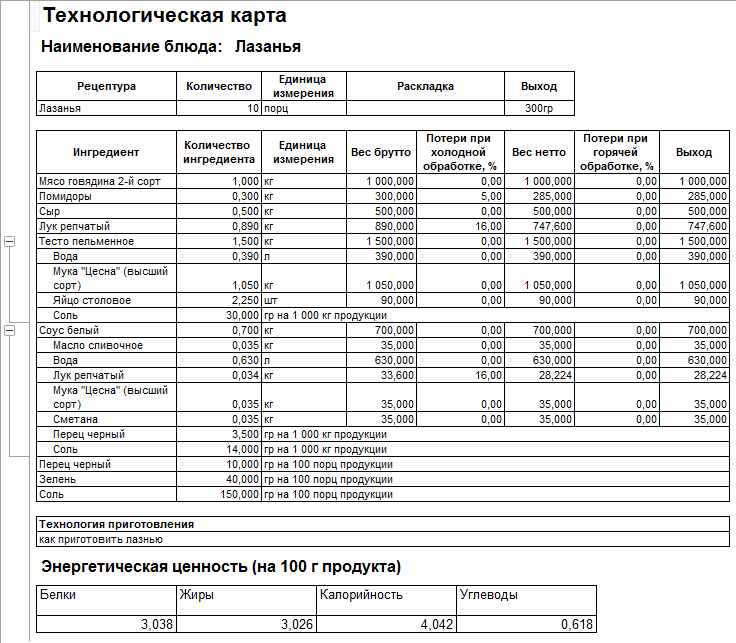 Технологическая карта
Наименование блюда: Лазанья
Рецептура Количество Единица измерения Раскладка Выход
Лазанья 10 порц 300гр
Ингредиент Количество ингредиента Единица измерения Вес брутто Потери при холодной обработке, % Вес нетто Потери при горячей обработке, % Выход
Мясо говядина 2-й сорт 1,000 кг 1 000,000 0,00 1 000,000 0,00 1 000,000
Помидоры 0,300 кг 300,000 5,00 285,000 0,00 285,000
Сыр 0,500 кг 500,000 0,00 500,000 0,00 500,000
Лук репчатый 0,890 кг 890,000 16,00 747,600 0,00 747,600
Тесто пельменное 1,500 кг 1 500,000 0,00 1 500,000 0,00 1 500,000
Вода 0,390 л 390,000 0,00 390,000 0,00 390,000
Мука "Цесна" (высший сорт) 1,050 кг 1 050,000 0,00 1 050,000 0,00 1 050,000
Яйцо столовое 2,250 шт 90,000 0,00 90,000 0,00 90,000
Соль 30,000 гр на 1 000 кг продукции
Соус белый 0,700 кг 700,000 0,00 700,000 0,00 700,000
Масло сливочное 0,035 кг 35,000 0,00 35,000 0,00 35,000
Вода 0,630 л 630,000 0,00 630,000 0,00 630,000
Лук репчатый 0,034 кг 33,600 16,00 28,224 0,00 28,224
Мука "Цесна" (высший сорт) 0,035 кг 35,000 0,00 35,000 0,00 35,000
Сметана 0,035 кг 35,000 0,00 35,000 0,00 35,000
Перец черный 3,500 гр на 1 000 кг продукции
Соль 14,000 гр на 1 000 кг продукции
Перец черный 10,000 гр на 100 порц продукции
Зелень 40,000 гр на 100 порц продукции
Соль 150,000 гр на 100 порц продукции
Технология приготовления
как приготовить лазнью
Энергетическая ценность (на 100 г продукта)
Белки Жиры Калорийность Углеводы
3,038 3,026 4,042 0,618